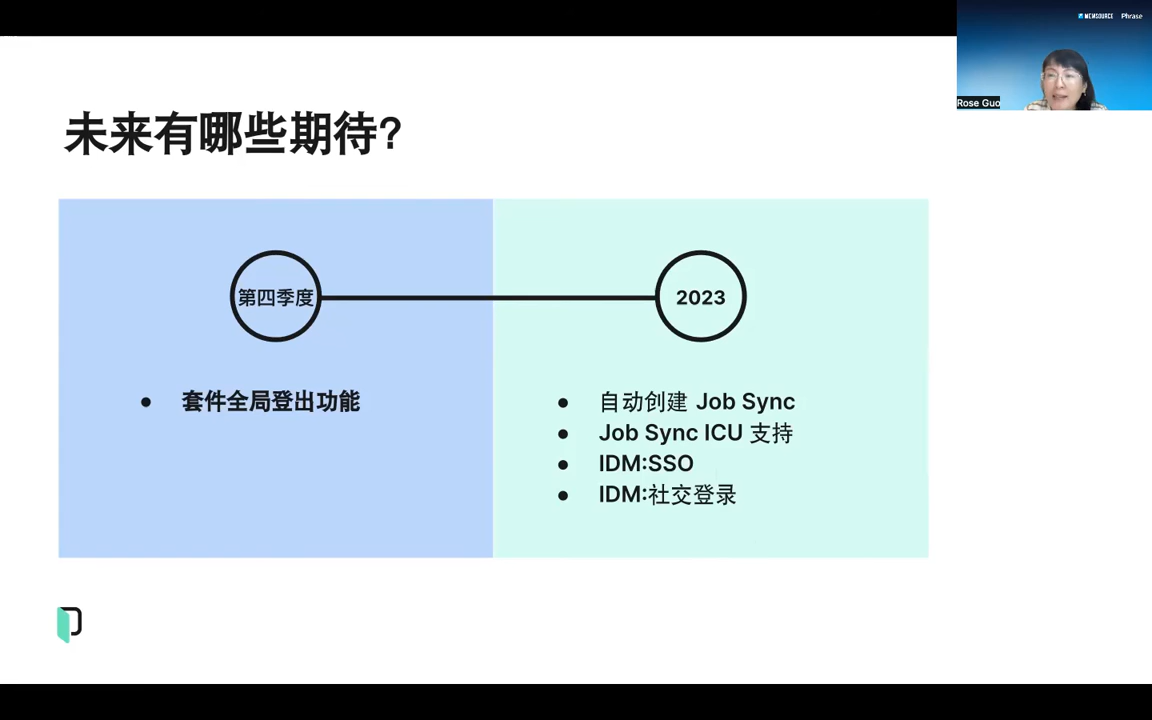 MEMSOURCE Phrase
Rose Guo
未来有哪些期待?
第四季度
2023
• 套件全局登出功能
• 自动创建 Job Sync
• Job Sync ICU 支持
• IDM:SSO
• IDM:社交登录